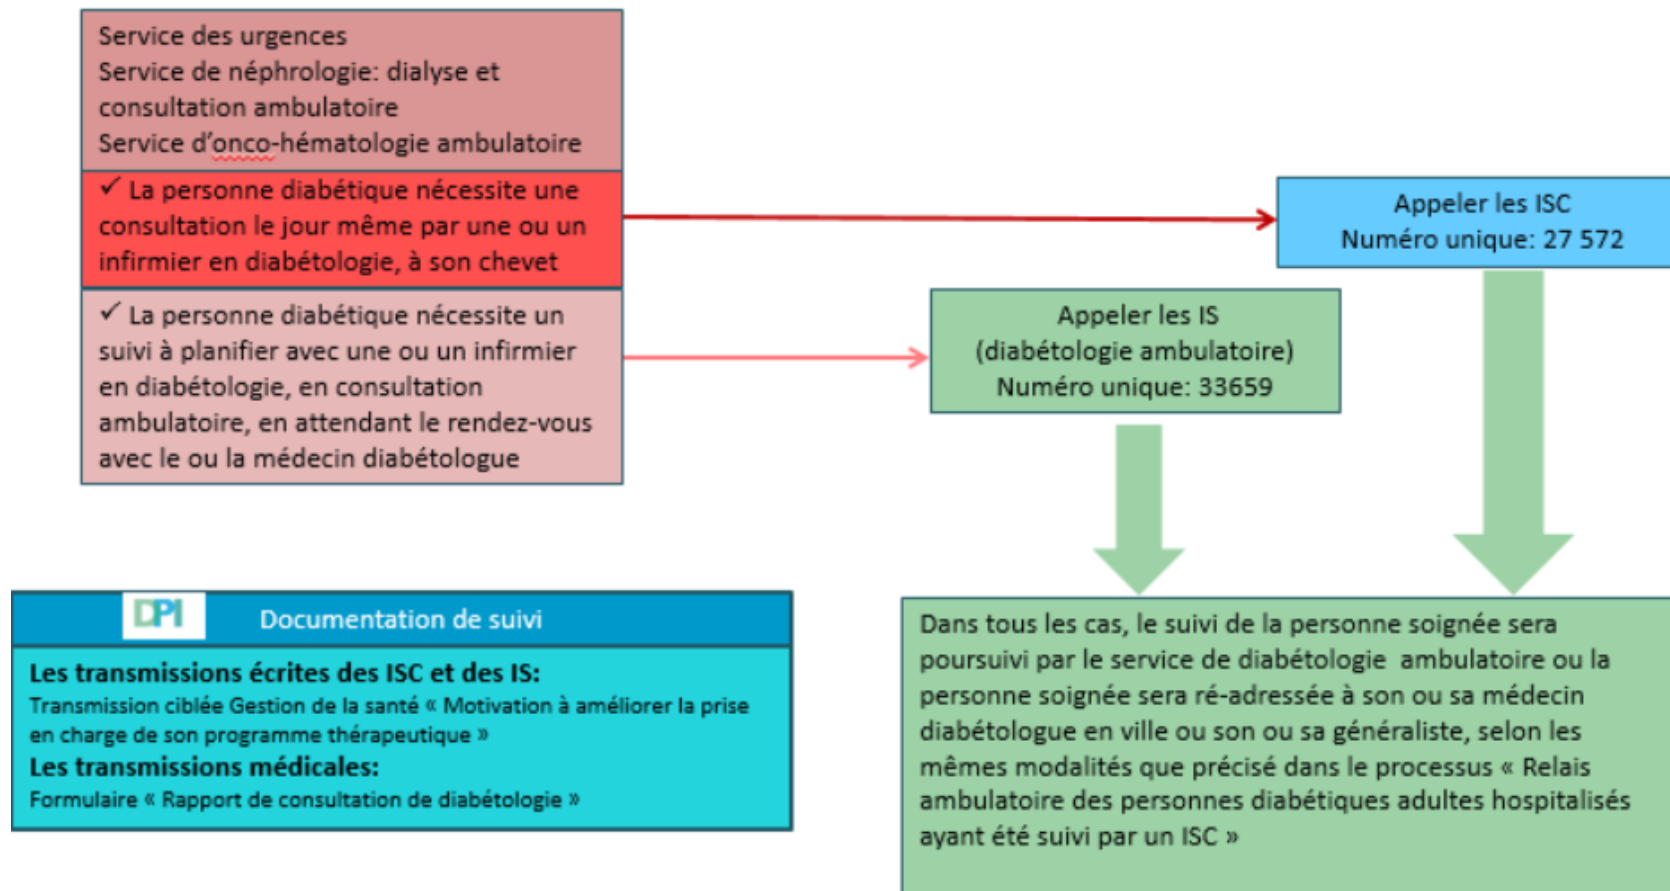 Service des urgences
Service de néphrologie: dialyse et
consultation ambulatoire
Service d'onco-hématologie ambulatoire
✓ La personne diabétique nécessite une
consultation le jour même par une ou un
infirmier en diabétologie, à son chevet
✓ La personne diabétique nécessite un
suivi à planifier avec une ou un infirmier
en diabétologie, en consultation
ambulatoire, en attendant le rendez-vous
avec le ou la médecin diabétologue
Appeler les ISC
Numéro unique: 27 572
Appeler les IS
(diabétologie ambulatoire)
Numéro unique: 33659
DPI
Documentation de suivi
Les transmissions écrites des ISC et des IS:
Transmission ciblée Gestion de la santé « Motivation à améliorer la prise
en charge de son programme thérapeutique »
Les transmissions médicales:
Formulaire « Rapport de consultation de diabétologie »
Dans tous les cas, le suivi de la personne soignée sera
poursuivi par le service de diabétologie ambulatoire ou la
personne soignée sera ré-adressée à son ou sa médecin
diabétologue en ville ou son ou sa généraliste, selon les
mêmes modalités que précisé dans le processus « Relais
ambulatoire des personnes diabétiques adultes hospitalisés
ayant été suivi par un ISC »